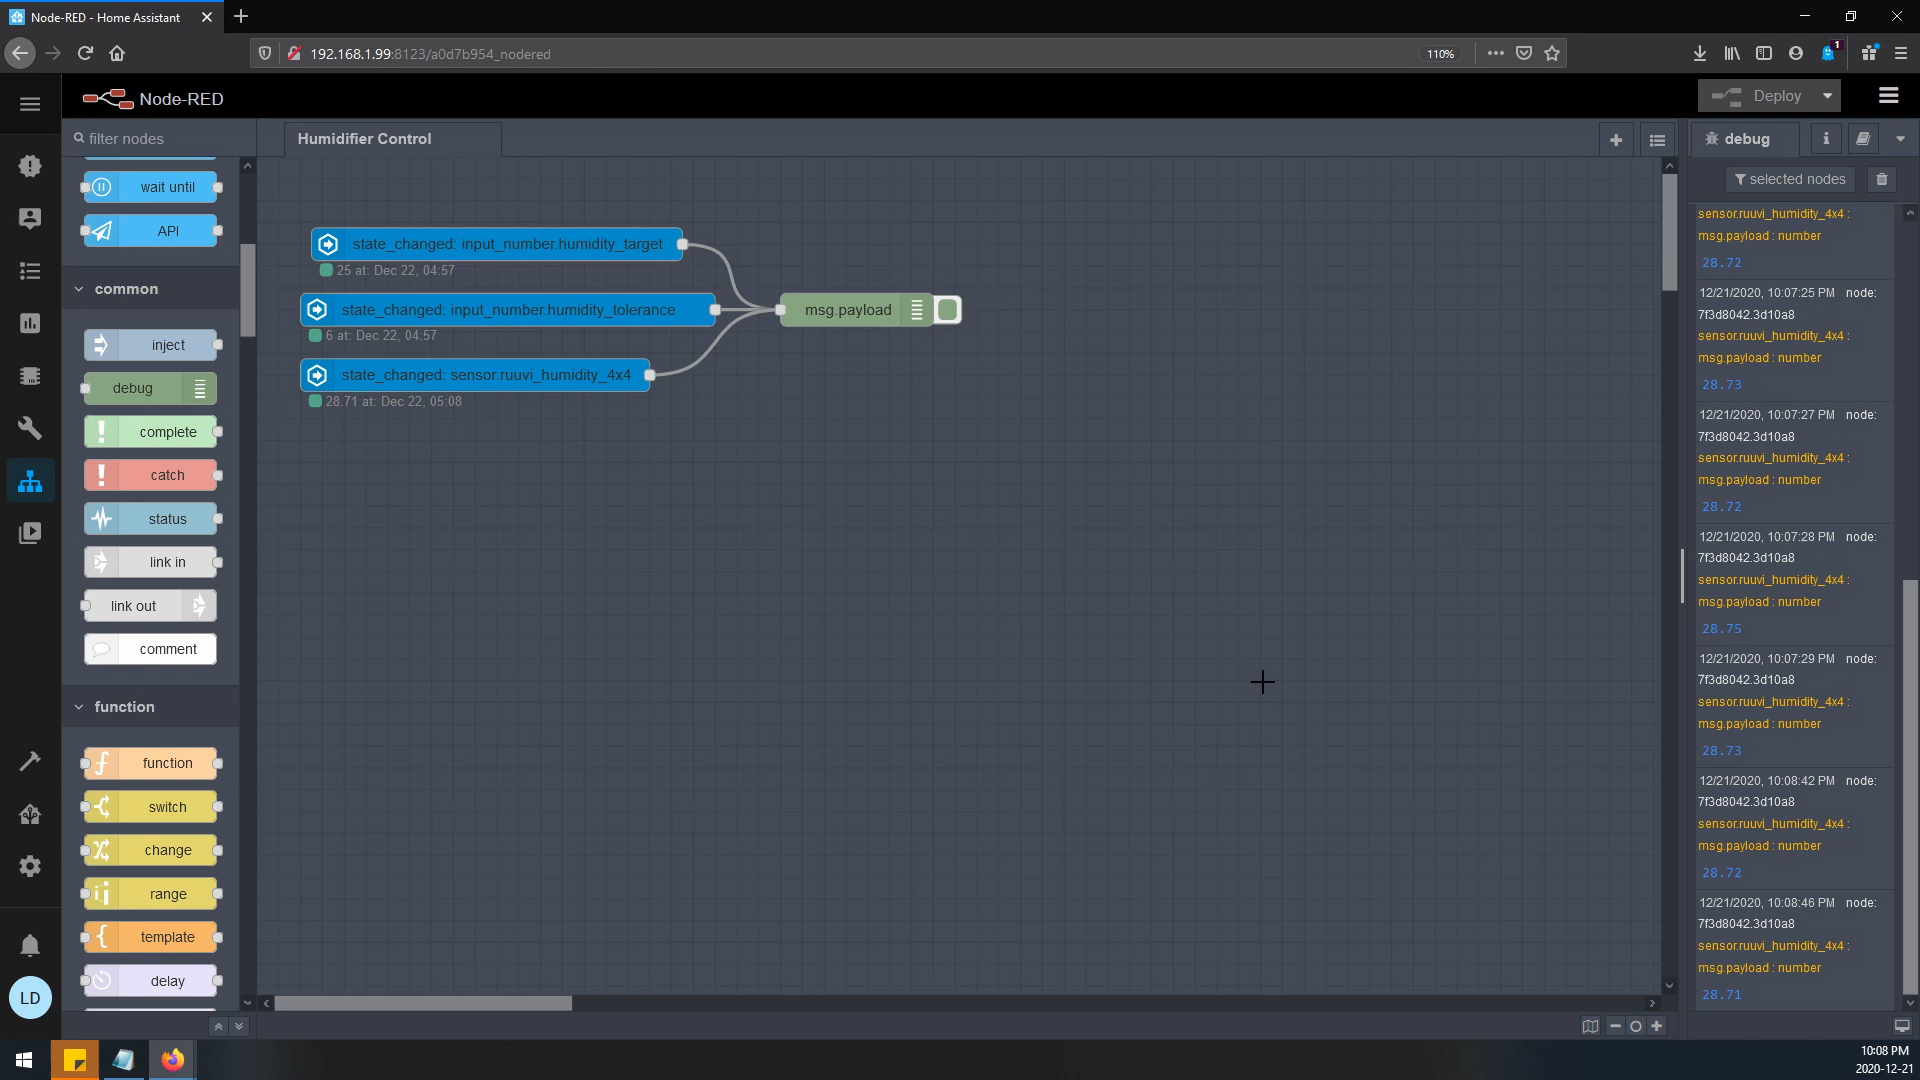 Node-RED - Home Assistant
192.168.1.99:8123/a0d7b954_nodered
110%
1
Node-RED
Deploy
filter nodes
Humidifier Control
debug
i
selected nodes
wait until
API
common
inject
debug
complete
catch
status
link in
link out
comment
function
function
switch
change
range
template
delay
state_changed: input_number.humidity_target
25 at: Dec 22, 04:57
state_changed: input_number.humidity_tolerance
6 at: Dec 22, 04:57
state_changed: sensor.ruuvi_humidity_4x4
28.71 at: Dec 22, 05:08
msg.payload
sensor.ruuvi_humidity_4x4 :
msg.payload : number
28.72
12/21/2020, 10:07:25 PM node:
7f3d8042.3d10a8
sensor.ruuvi_humidity_4x4 :
msg.payload : number
28.73
12/21/2020, 10:07:27 PM node:
7f3d8042.3d10a8
sensor.ruuvi_humidity_4x4 :
msg.payload : number
28.72
12/21/2020, 10:07:28 PM node:
7f3d8042.3d10a8
sensor.ruuvi_humidity_4x4 :
msg.payload : number
28.75
12/21/2020, 10:07:29 PM node:
7f3d8042.3d10a8
sensor.ruuvi_humidity_4x4 :
msg.payload : number
28.73
12/21/2020, 10:08:42 PM node:
7f3d8042.3d10a8
sensor.ruuvi_humidity_4x4 :
msg.payload : number
28.72
12/21/2020, 10:08:46 PM node:
7f3d8042.3d10a8
sensor.ruuvi_humidity_4x4 :
msg.payload : number
28.71
LD
10:08 PM
2020-12-21